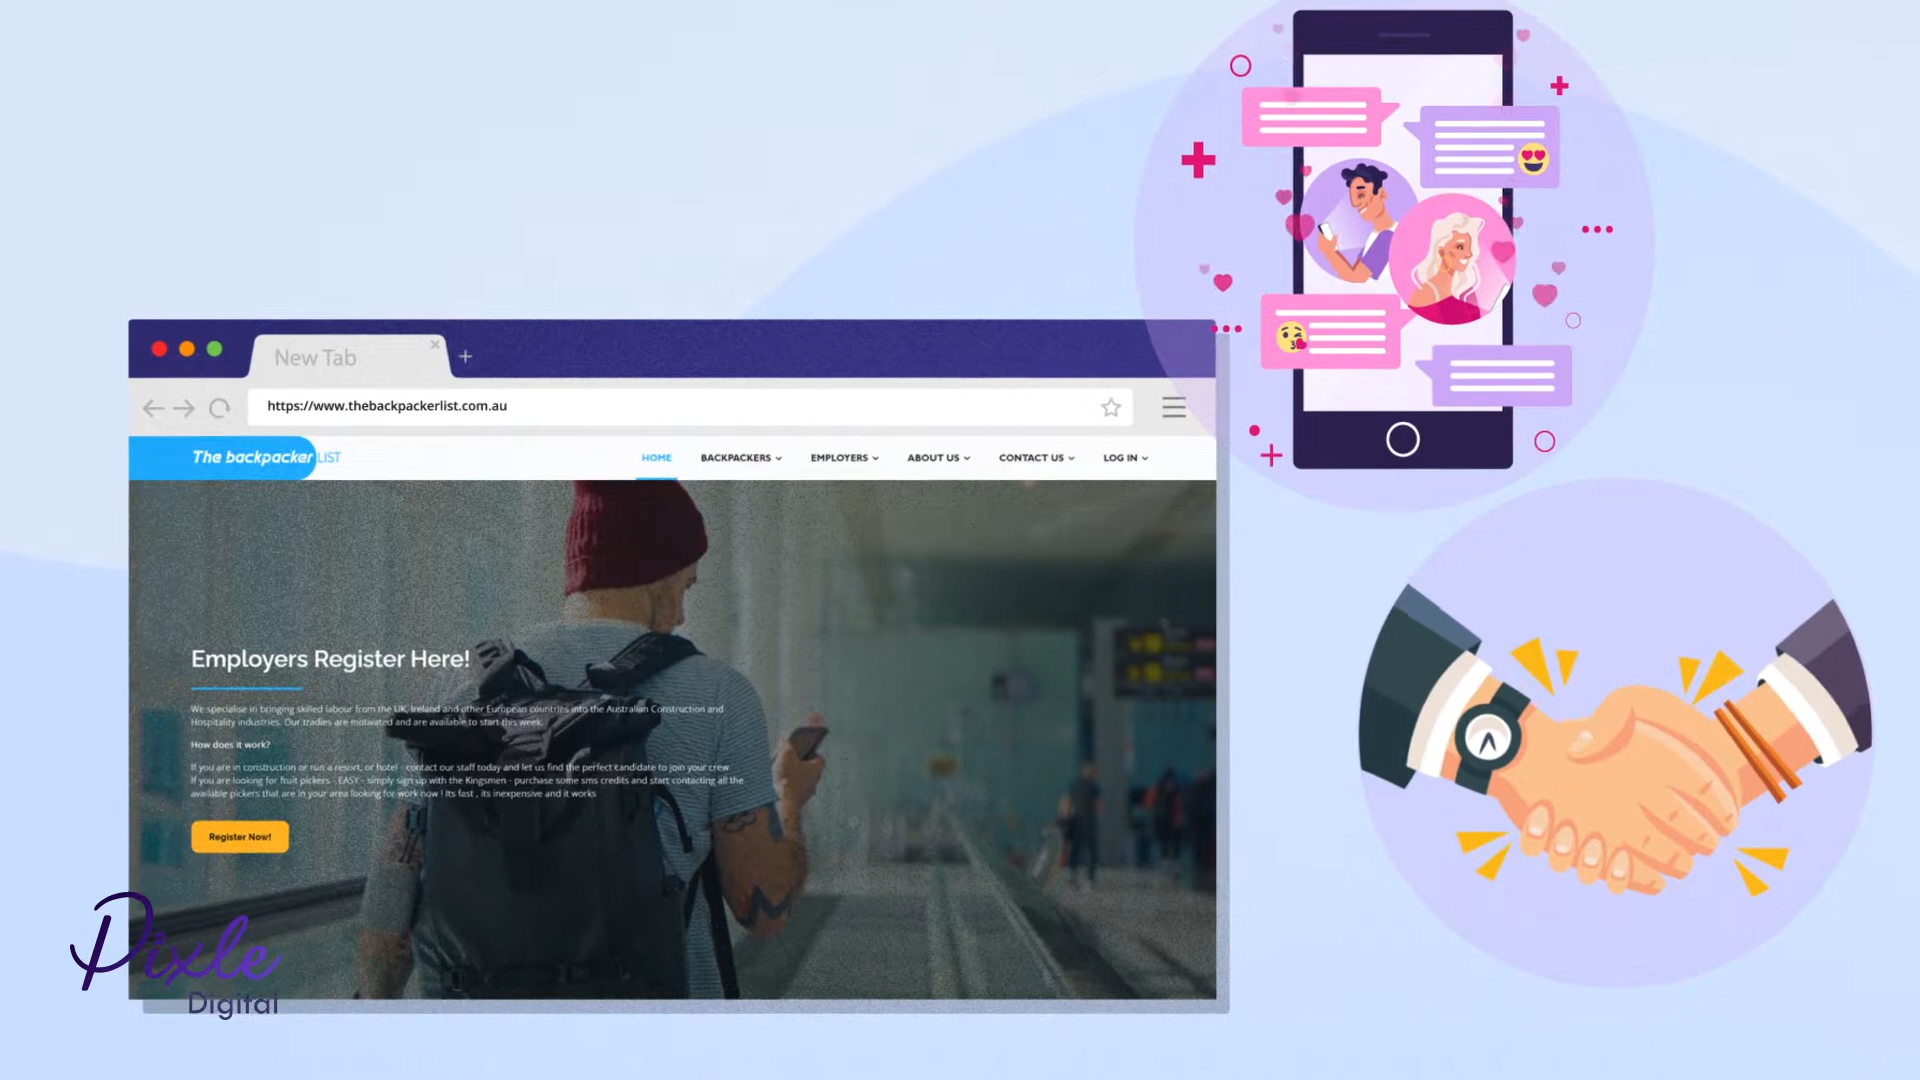 New Tab
https://www.thebackpackerlist.com.au
The backpacker LIST
HOME BACKPACKERS EMPLOYERS ABOUT US CONTACT US LOG IN
Employers Register Here!
We specialise in bringing skilled labour from the UK, Ireland and other European countries into the Australian Construction and
Hospitality industries. Our tradies are motivated and are available to start this week.
How does it work?
If you are in construction or run a resort, or hotel - contact our staff today and let us find the perfect candidate to join your crew
If you are looking for fruit pickers - EASY - simply sign up with the Kingsmen - purchase some sms credits and start contacting all the
available pickers that are in your area looking for work now ! Its fast , its inexpensive and it works
Register Now!
Pixle
Digital